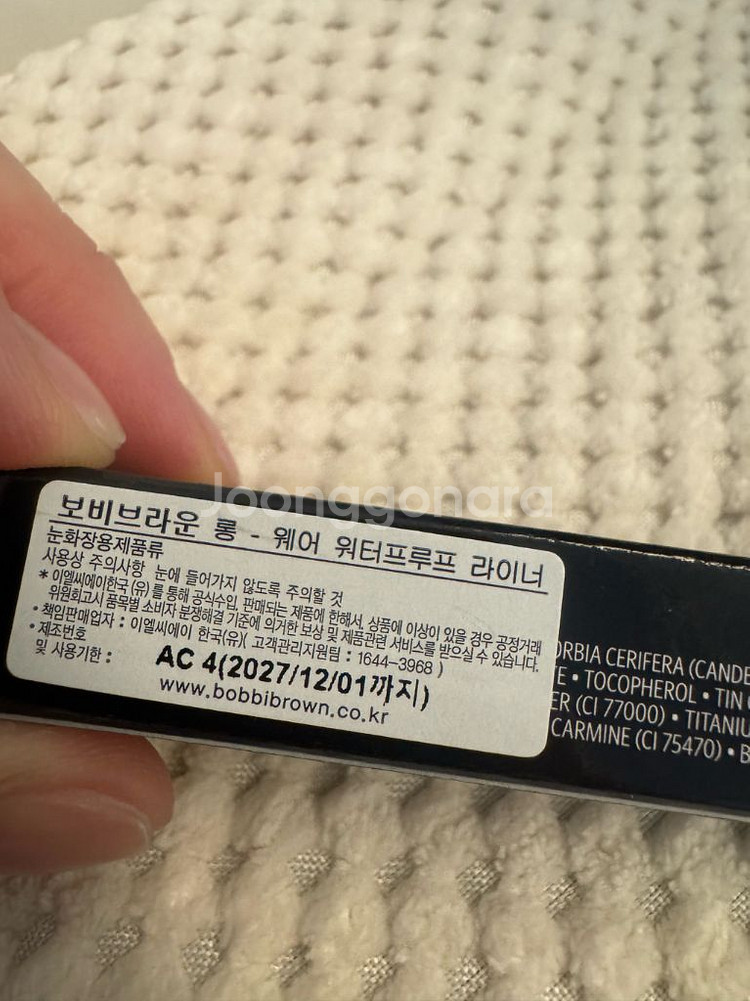 Joonggonara
보비브라운 롱 - 웨어 워터프루프 라이너
눈화장용제품류
사용상 주의사항 눈에 들어가지 않도록 주의할 것
* 이엘씨에이한국(유)를 통해 공식수입, 판매되는 제품에 한해서, 상품에 이상이 있을 경우 공정거래
위원회고시 품목별 소비자 분쟁해결 기준에 의거한 보상 및 제품관련 서비스를 받으실 수 있습니다.
• 책임판매업자 : 이엘씨에이 한국(유)( 고객관리지원팀 : 1644-3968 )
• 제조번호
및 사용기한 : AC 4(2027/12/01까지)
www.bobbibrown.co.kr
ORBIA CERIFERA (CANDE
E • TOCOPHEROL • TIN
ER (CI 77000) • TITANIU
CARMINE (CI 75470) • B